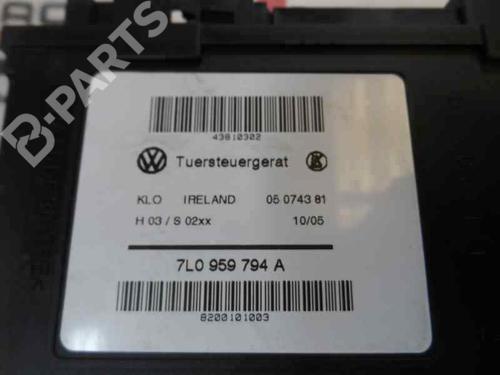 B-PARTS
43810302
Tuersteuergerat
KLO IRELAND 05 0743 81
H 03 / S 02xx 10/05
7L0 959 794 A
8200101003